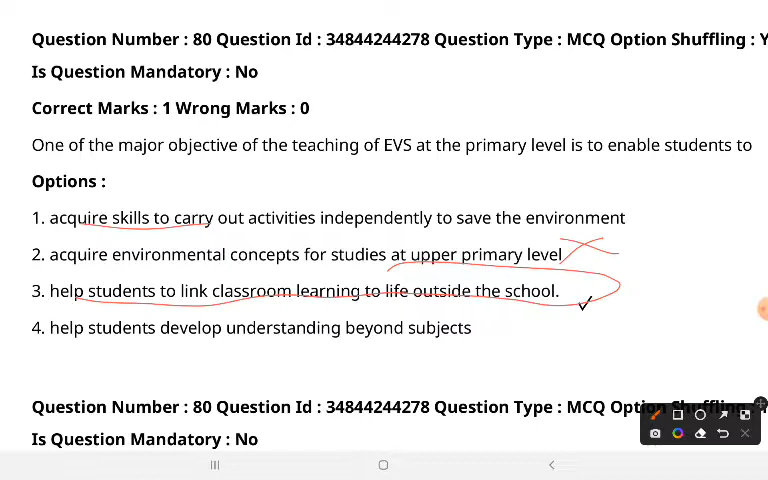 Question Number : 80 Question Id : 34844244278 Question Type : MCQ Option Shuffling : Y
Is Question Mandatory : No
Correct Marks : 1 Wrong Marks : 0
One of the major objective of the teaching of EVS at the primary level is to enable students to
Options :
1. acquire skills to carry out activities independently to save the environment
2. acquire environmental concepts for studies at upper primary level
3. help students to link classroom learning to life outside the school.
4. help students develop understanding beyond subjects
Question Number : 80 Question Id : 34844244278 Question Type : MCQ Option Shuffling :
Is Question Mandatory : No